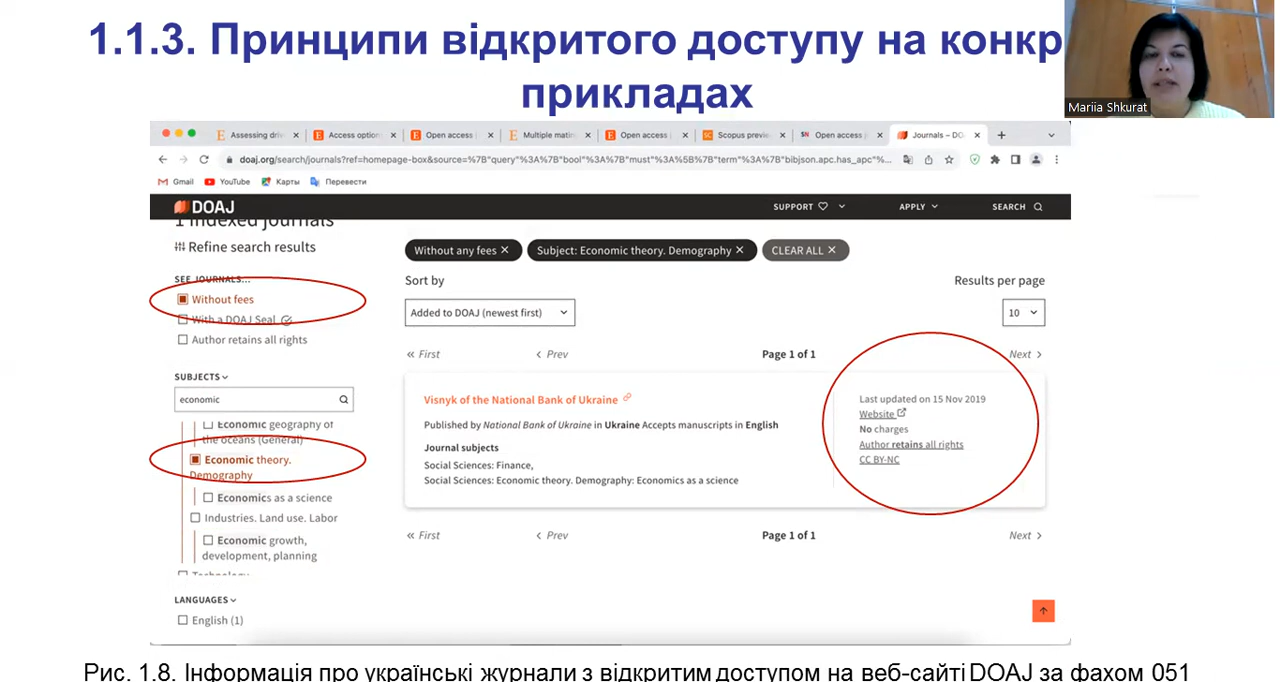 1.1.3. Принципи відкритого доступу на конкр
прикладах
Mariia Shkurat
Assessing driv
Access option
Open access
Multiple matin
Open access
Scopus preview
Open access j
Journals – DO
doaj.org/search/journals?ref=homepage-box&source=%7B"query"%3A%7B"bool"%3A%7B"must"%3A%5B%7B"term"%3A%7B"bibjson.apc.has_apc"%...
Gmail YouTube Карты Перевести
DOAJ
SUPPORT APPLY SEARCH
1 indexed journals
Refine search results
SEE JOURNALS...
Without fees
With a DOAJ Seal
Author retains all rights
SUBJECTS
economic
Economic geography of
the oceans (General)
Economic theory.
Demography
Economics as a science
Industries. Land use. Labor
Economic growth,
development, planning
Technology
LANGUAGES
English (1)
Without any fees × Subject: Economic theory. Demography × CLEAR ALL ×
Sort by Results per page
Added to DOAJ (newest first) 10
« First ‹ Prev Page 1 of 1 Next ›
Visnyk of the National Bank of Ukraine
Published by National Bank of Ukraine in Ukraine Accepts manuscripts in English
Journal subjects
Social Sciences: Finance,
Social Sciences: Economic theory. Demography: Economics as a science
Last updated on 15 Nov 2019
Website
No charges
Author retains all rights
CC BY-NC
« First ‹ Prev Page 1 of 1 Next ›
Рис. 1.8. Інформація про українські журнали з відкритим доступом на веб-сайті DOAJ за фахом 051